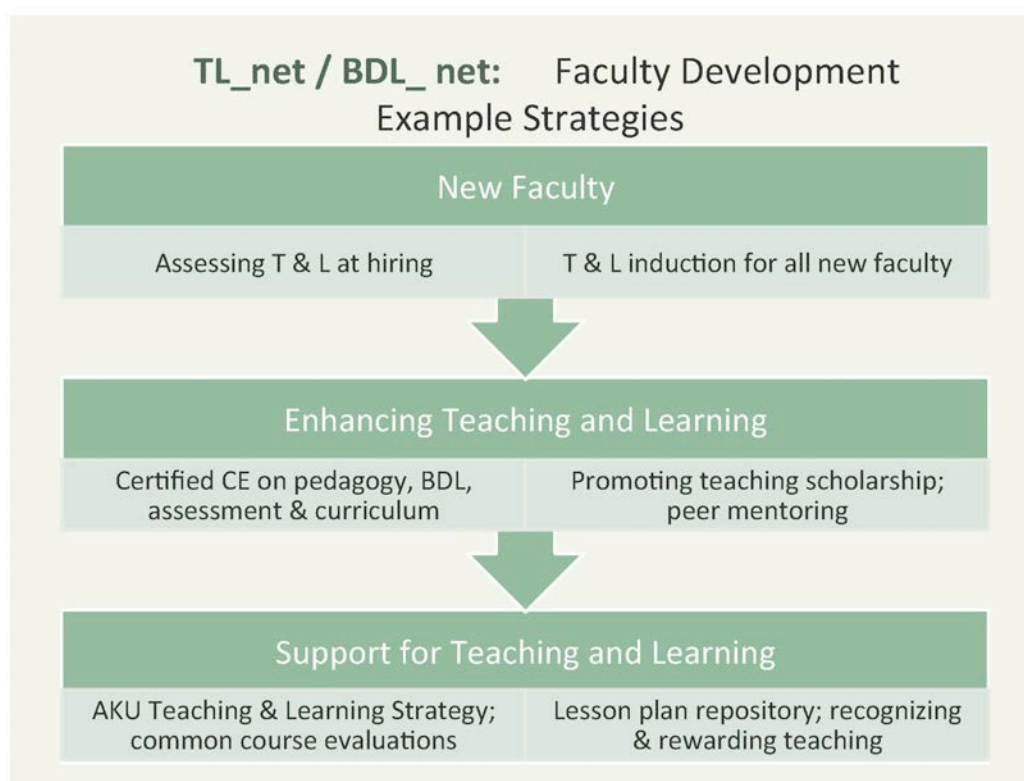 TL_net / BDL_ net: Faculty Development
Example Strategies
New Faculty
Assessing T & L at hiring
T & L induction for all new faculty
Enhancing Teaching and Learning
Certified CE on pedagogy, BDL,
assessment & curriculum
Promoting teaching scholarship;
peer mentoring
Support for Teaching and Learning
AKU Teaching & Learning Strategy;
common course evaluations
Lesson plan repository; recognizing
& rewarding teaching